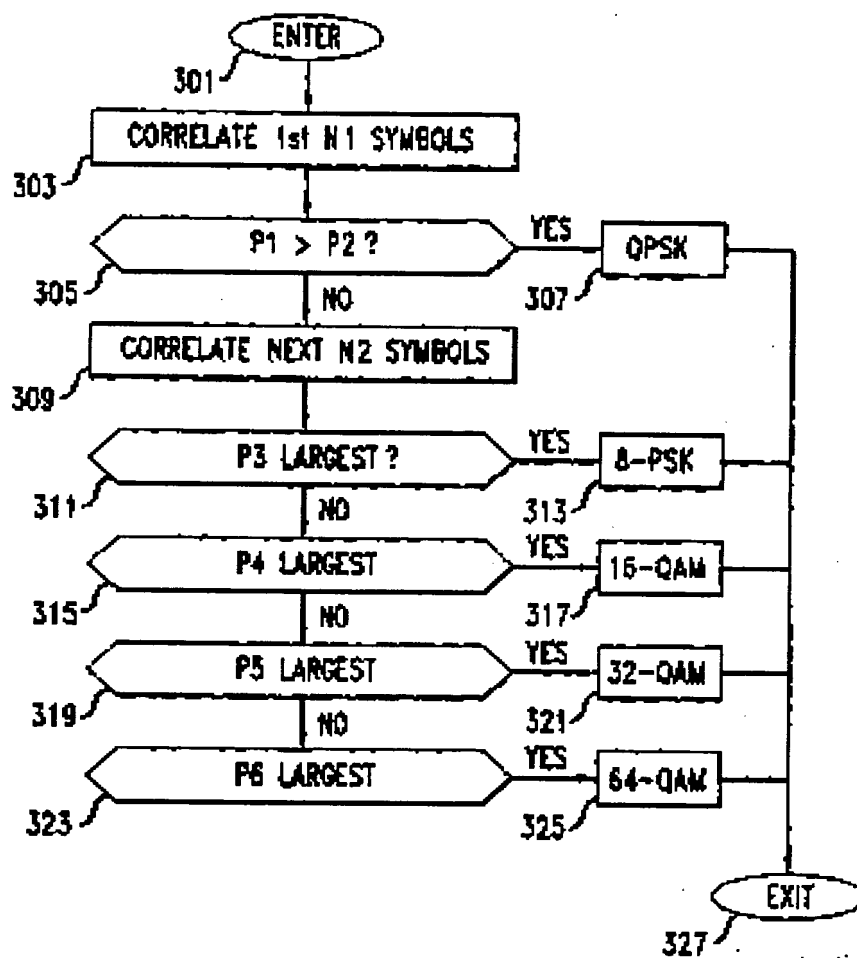 ENTER
301
CORRELATE 1st N1 SYMBOLS
303
P1 > P2 ?
YES
QPSK
305
NO
307
CORRELATE NEXT N2 SYMBOLS
309
P3 LARGEST ?
YES
8-PSK
311
NO
313
P4 LARGEST
YES
16-QAM
315
NO
317
P5 LARGEST
YES
32-QAM
319
NO
321
P6 LARGEST
YES
64-QAM
323
325
EXIT
327